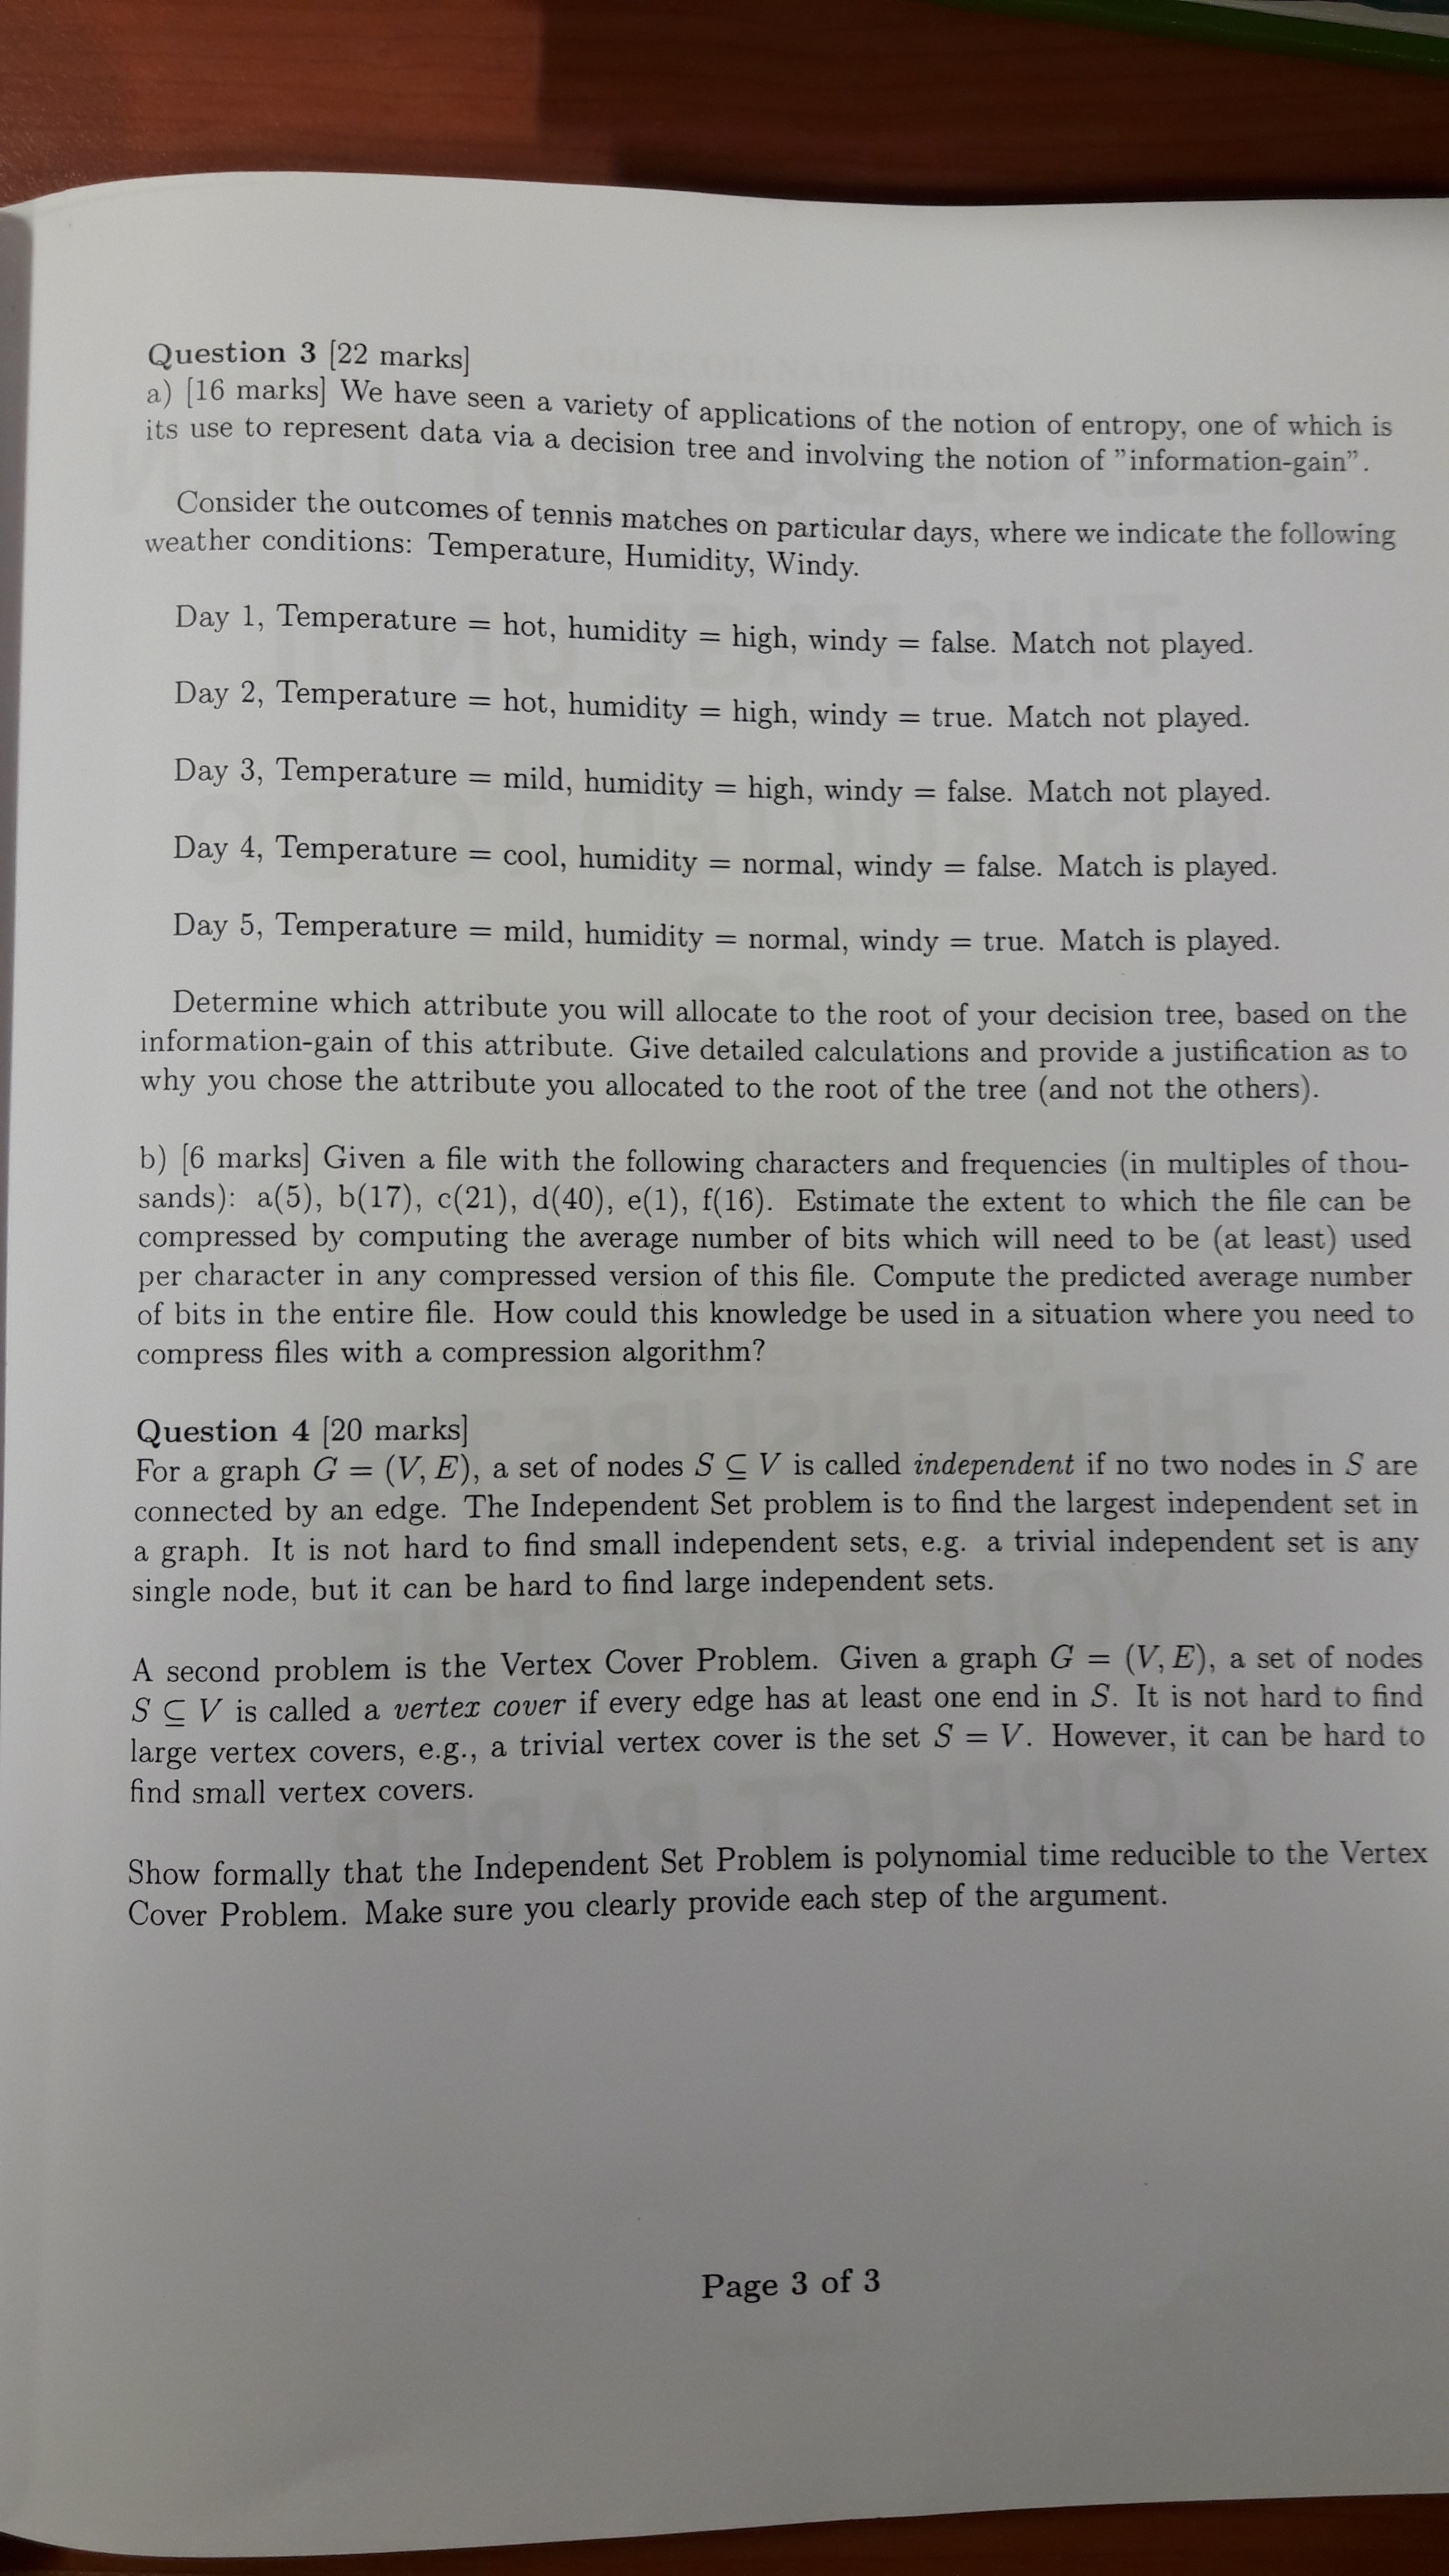 Question 3 [22 marks]
a) [16 marks] We have seen a variety of applications of the notion of entropy, one of which is
its use to represent data via a decision tree and involving the notion of ”information-gain”.
Consider the outcomes of tennis matches on particular days, where we indicate the following
weather conditions: Temperature, Humidity, Windy.
Day 1, Temperature = hot, humidity = high, windy = false. Match not played.
Day 2, Temperature = hot, humidity = high, windy = true. Match not played.
Day 3, Temperature = mild, humidity = high, windy = false. Match not played.
Day 4, Temperature = cool, humidity = normal, windy = false. Match is played.
Day 5, Temperature = mild, humidity = normal, windy = true. Match is played.
Determine which attribute you will allocate to the root of your decision tree, based on the
information-gain of this attribute. Give detailed calculations and provide a justification as to
why you chose the attribute you allocated to the root of the tree (and not the others).
b) [6 marks] Given a file with the following characters and frequencies (in multiples of thou-
sands): a(5), b(17), c(21), d(40), e(1), f(16). Estimate the extent to which the file can be
compressed by computing the average number of bits which will need to be (at least) used
per character in any compressed version of this file. Compute the predicted average number
of bits in the entire file. How could this knowledge be used in a situation where you need to
compress files with a compression algorithm?
Question 4 [20 marks]
For a graph G = (V, E), a set of nodes S ⊆ V is called independent if no two nodes in S are
connected by an edge. The Independent Set problem is to find the largest independent set in
a graph. It is not hard to find small independent sets, e.g. a trivial independent set is any
single node, but it can be hard to find large independent sets.
A second problem is the Vertex Cover Problem. Given a graph G = (V, E), a set of nodes
S ⊆ V is called a vertex cover if every edge has at least one end in S. It is not hard to find
large vertex covers, e.g., a trivial vertex cover is the set S = V. However, it can be hard to
find small vertex covers.
Show formally that the Independent Set Problem is polynomial time reducible to the Vertex
Cover Problem. Make sure you clearly provide each step of the argument.
Page 3 of 3